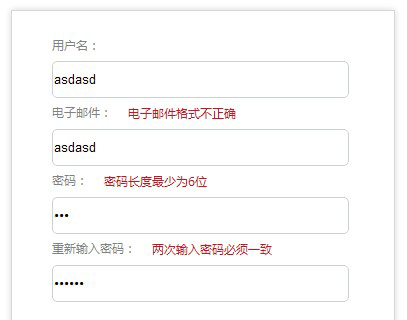 用户名：
asdasd
电子邮件： 电子邮件格式不正确
asdasd
密码： 密码长度最少为6位
•••
重新输入密码： 两次输入密码必须一致
••••••